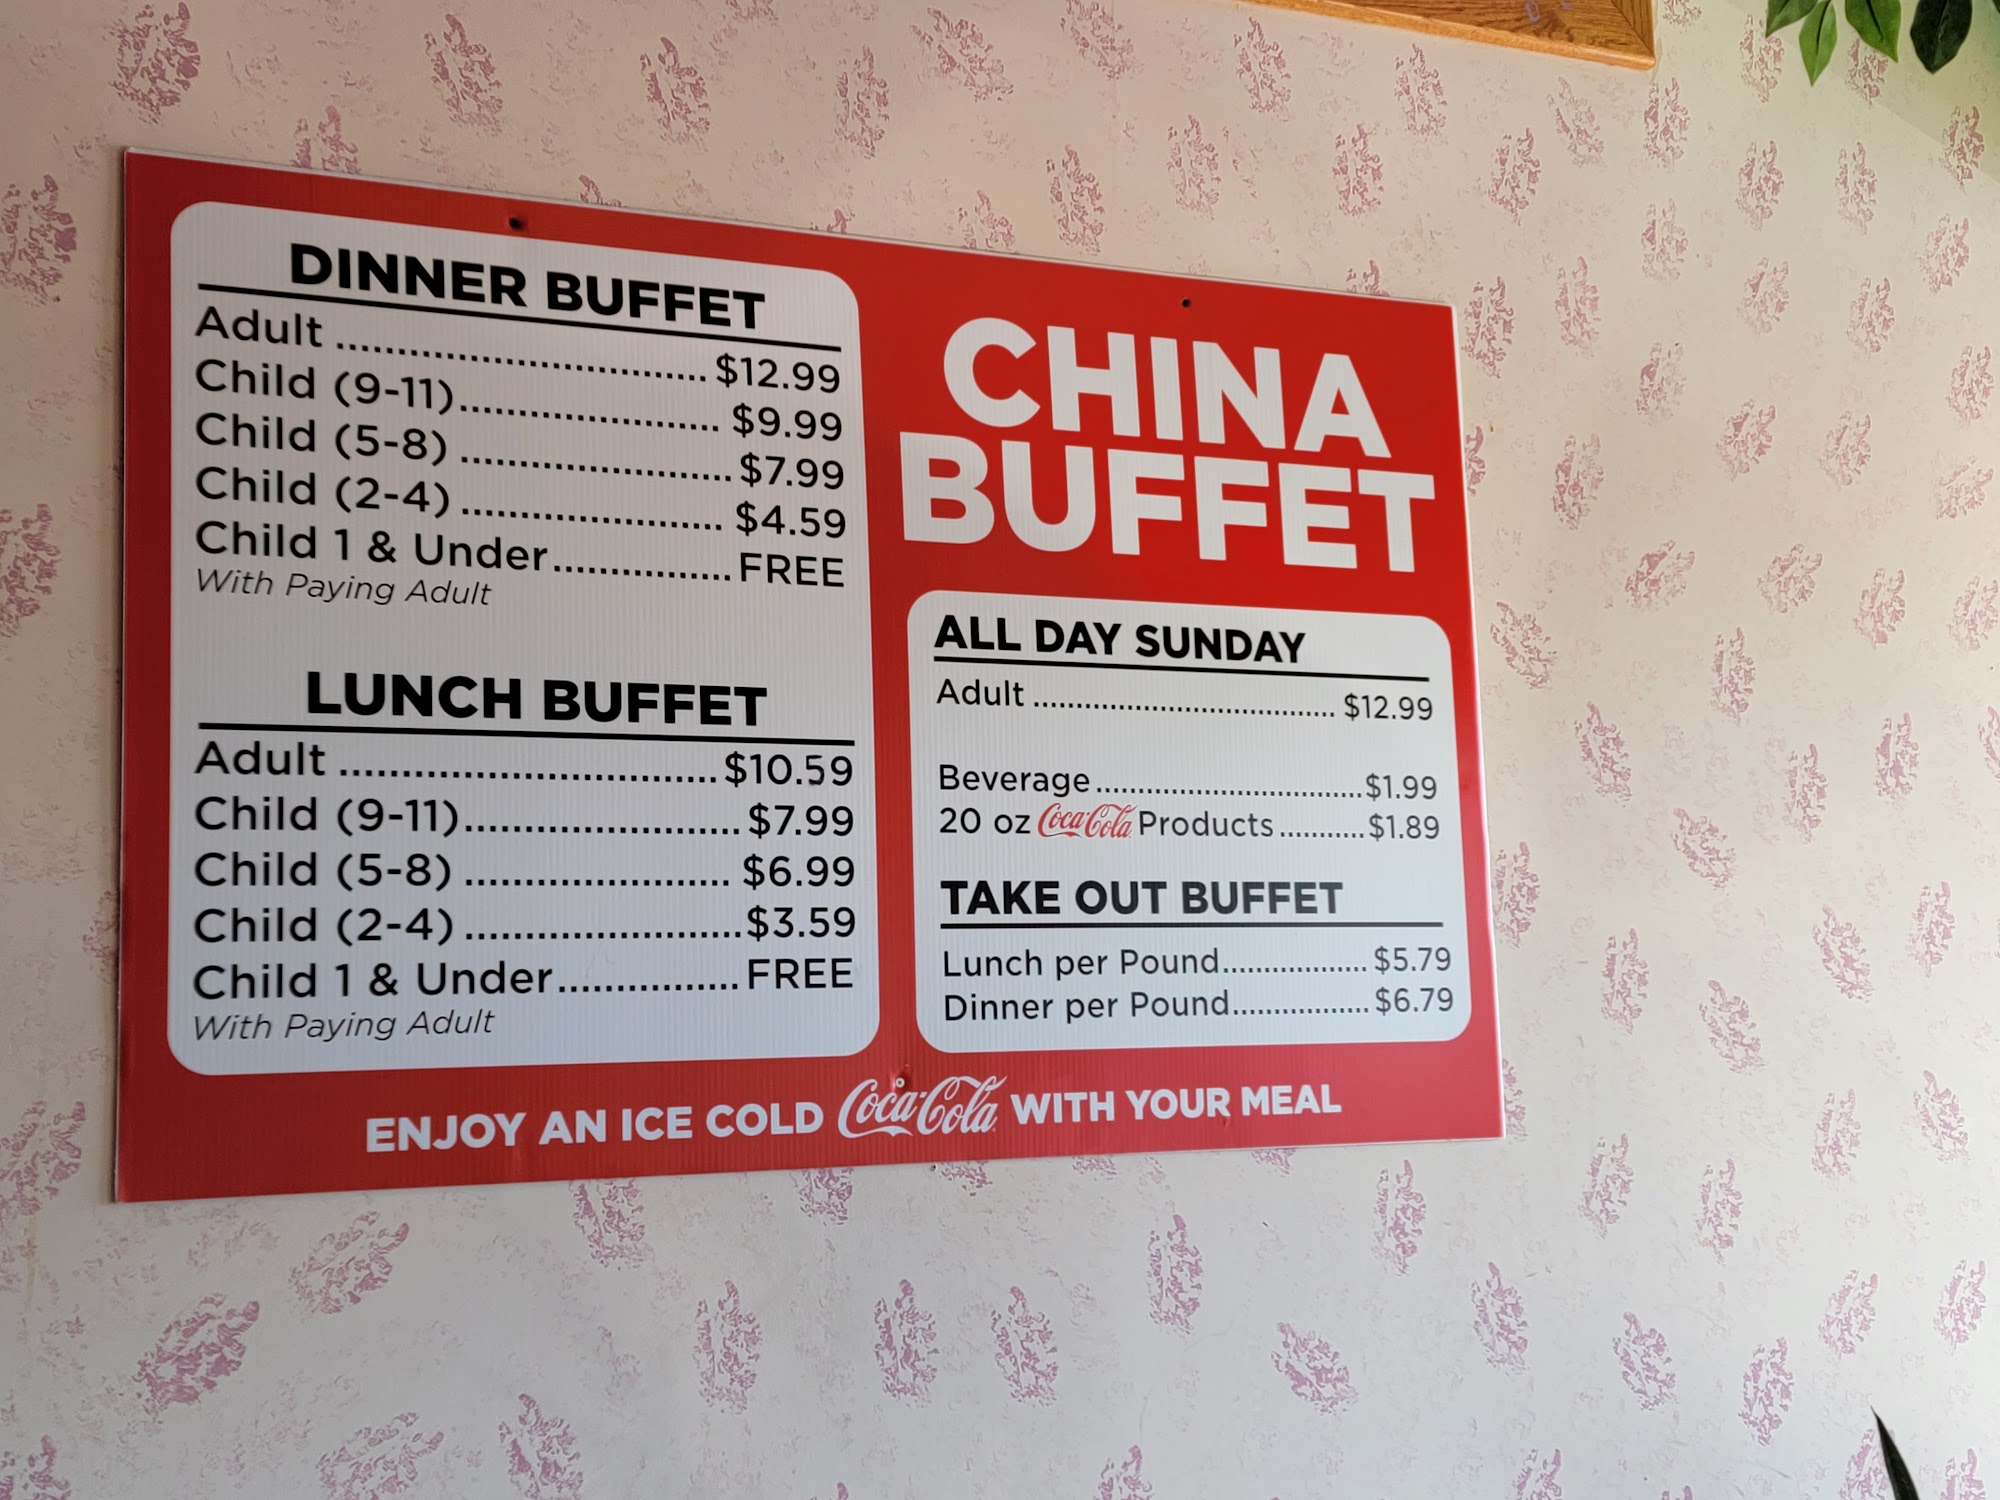 DINNER BUFFET
Adult ............................... $12.99
Child (9-11)...................... $9.99
Child (5-8) ....................... $7.99
Child (2-4) ...................... $4.59
Child 1 & Under............... FREE
With Paying Adult
LUNCH BUFFET
Adult ............................... $10.59
Child (9-11)....................... $7.99
Child (5-8) ...................... $6.99
Child (2-4) ....................... $3.59
Child 1 & Under............... FREE
With Paying Adult
CHINA
BUFFET
ALL DAY SUNDAY
Adult .................................... $12.99
Beverage ............................... $1.99
20 oz Coca-Cola Products .......... $1.89
TAKE OUT BUFFET
Lunch per Pound................. $5.79
Dinner per Pound................ $6.79
ENJOY AN ICE COLD Coca-Cola WITH YOUR MEAL